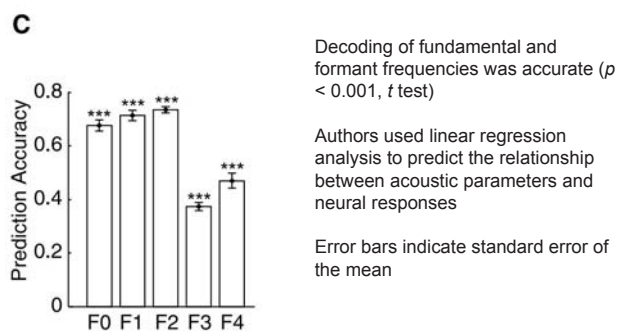 C
Prediction Accuracy
0.8
0.6
0.4
0.2
0
***
***
***
***
***
F0 F1 F2 F3 F4
Decoding of fundamental and
formant frequencies was accurate (p
< 0.001, t test)
Authors used linear regression
analysis to predict the relationship
between acoustic parameters and
neural responses
Error bars indicate standard error of
the mean